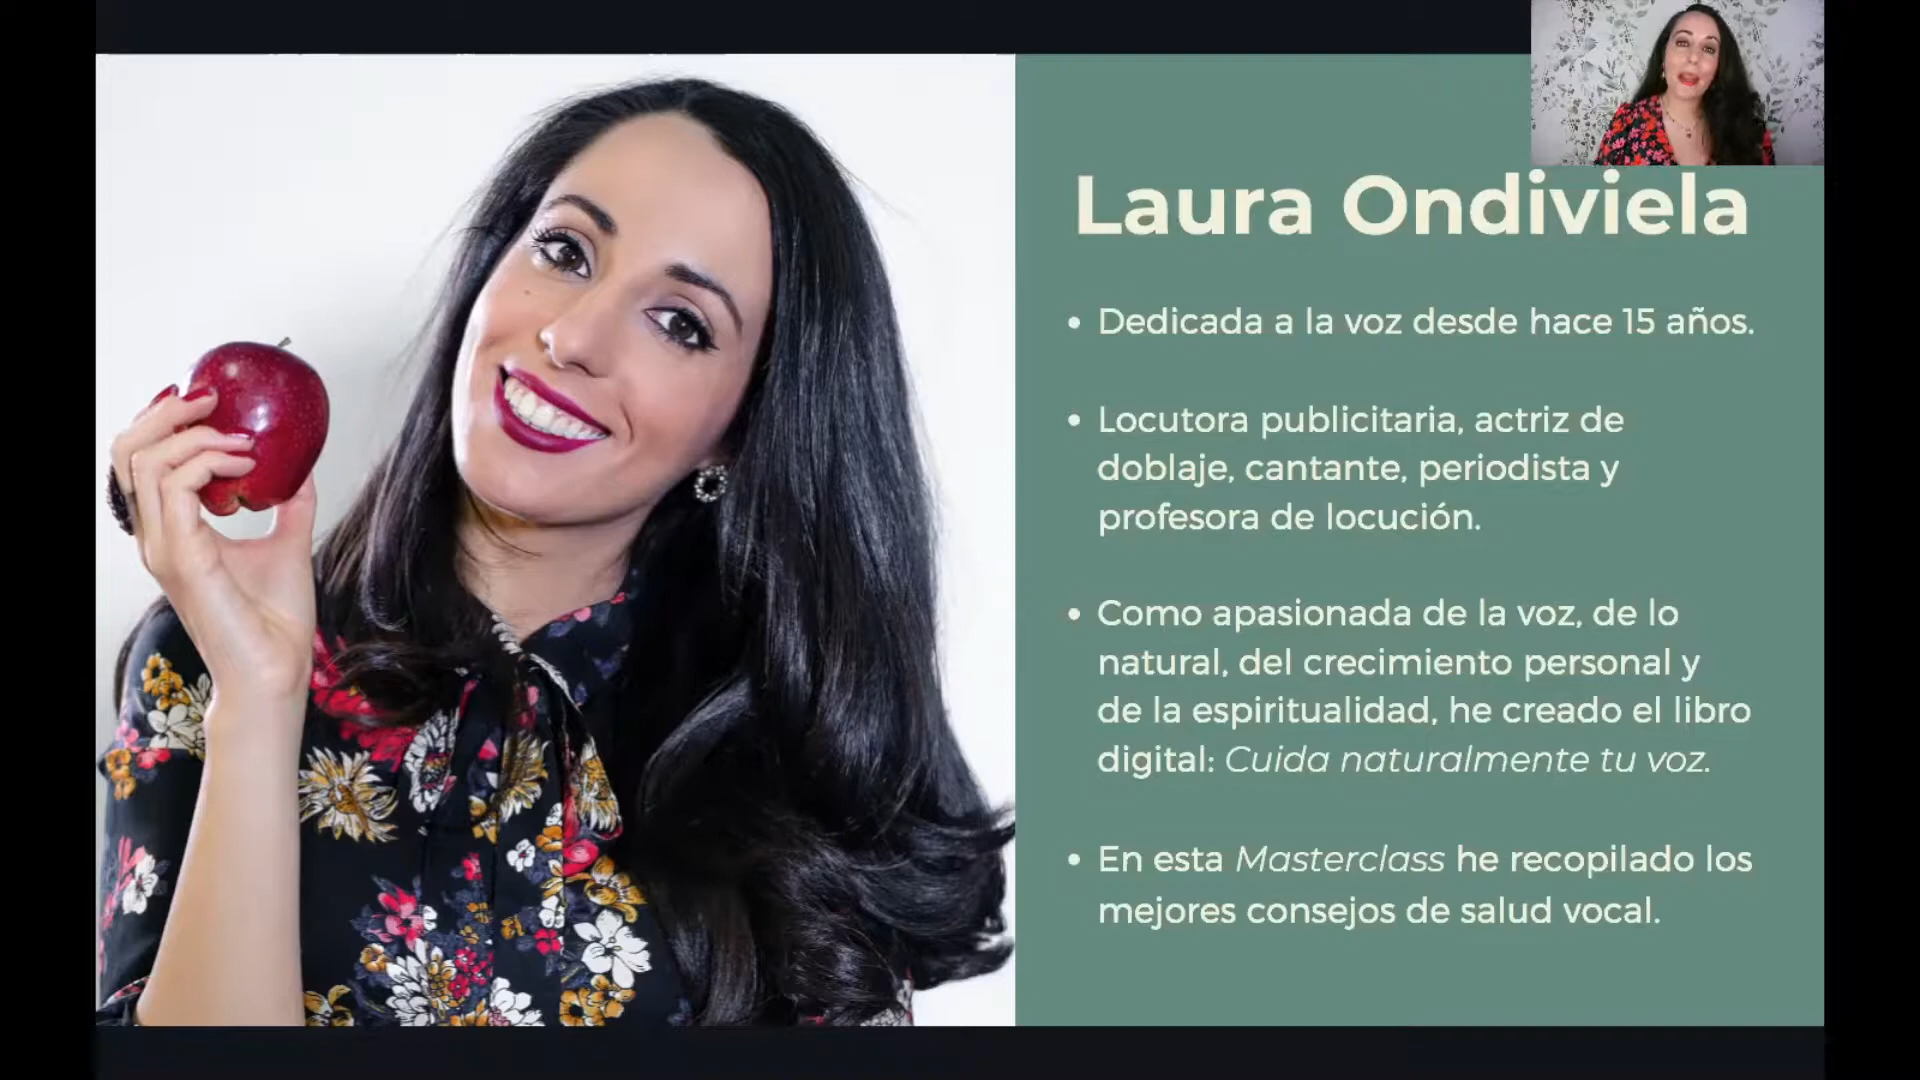 Laura Ondiviela
• Dedicada a la voz desde hace 15 años.
• Locutora publicitaria, actriz de
doblaje, cantante, periodista y
profesora de locución.
• Como apasionada de la voz, de lo
natural, del crecimiento personal y
de la espiritualidad, he creado el libro
digital: Cuida naturalmente tu voz.
• En esta Masterclass he recopilado los
mejores consejos de salud vocal.